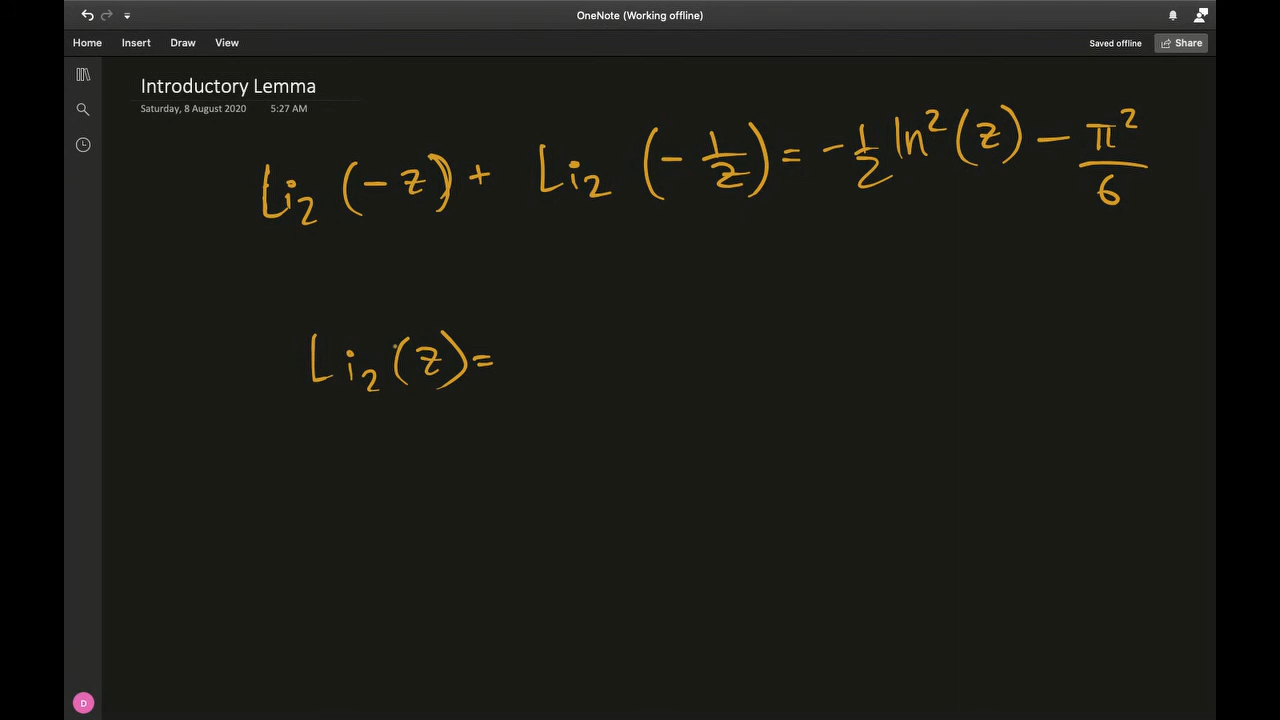 OneNote (Working offline)
Home Insert Draw View Saved offline Share
Introductory Lemma
Saturday, 8 August 2020 5:27 AM
Li₂ (-z) + Li₂ (-1/z) = -1/2 ln² (z) - π²/6
Li₂ (z) =
D